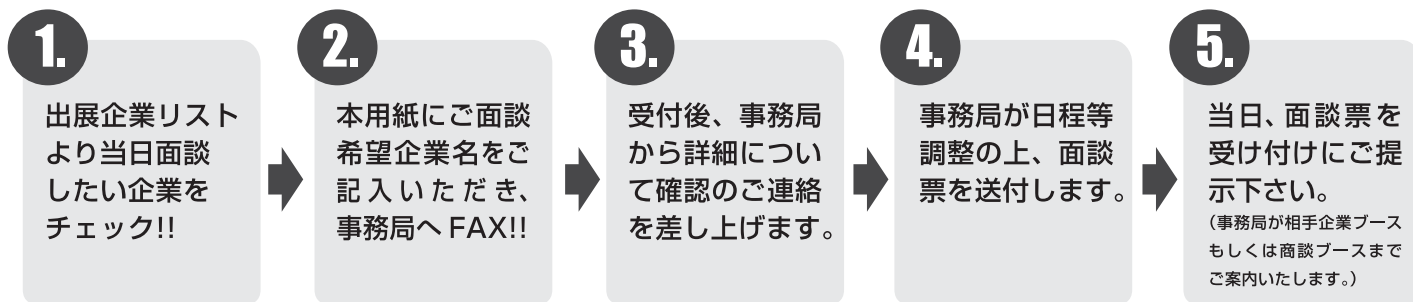 1.
出展企業リスト
より当日面談
したい企業を
チェック!!
2.
本用紙にご面談
希望企業名をご
記入いただき、
事務局へ FAX!!
3.
受付後、事務局
から詳細につい
て確認のご連絡
を差し上げます。
4.
事務局が日程等
調整の上、面談
票を送付します。
5.
当日、面談票を
受け付けにご提
示下さい。
（事務局が相手企業ブース
もしくは商談ブースまで
ご案内いたします。）